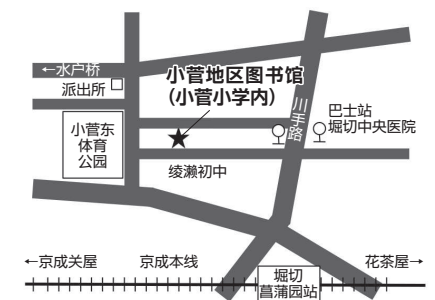 ←水户桥
派出所
小菅地区图书馆
(小菅小学内)
川手路
巴士站
堀切中央医院
小菅东
体育
公园
绫濑初中
←京成关屋
京成本线
花茶屋→
堀切
菖蒲园站